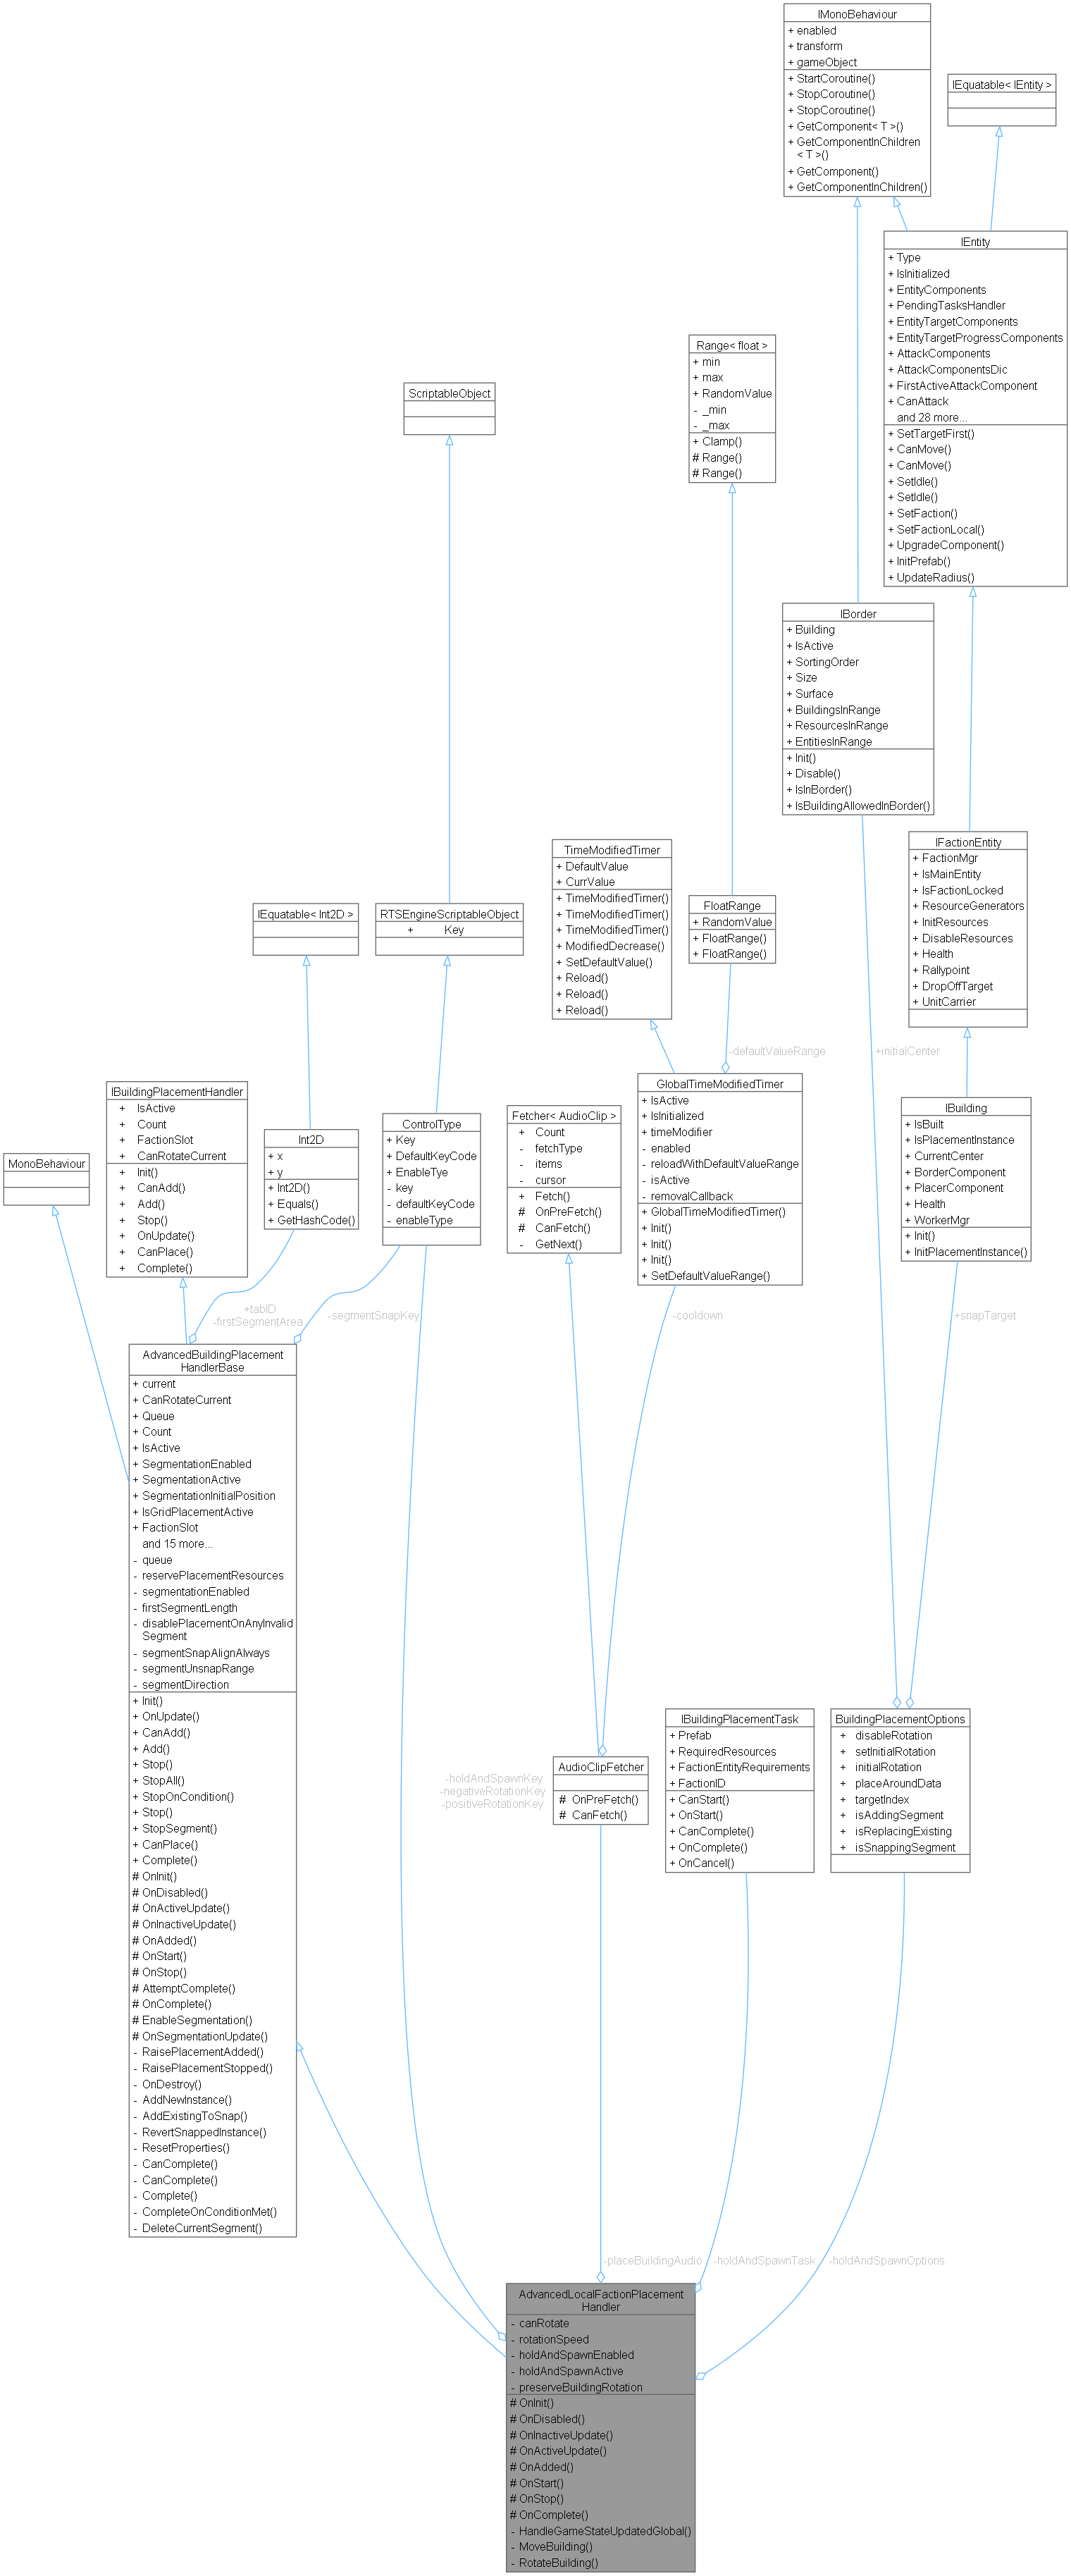 IMonoBehaviour
+ enabled
+ transform
+ gameObject
+ StartCoroutine()
+ StopCoroutine()
+ StopCoroutine()
+ GetComponent< T >()
+ GetComponentInChildren
< T >()
+ GetComponent()
+ GetComponentInChildren()
IEquatable< IEntity >
IEntity
+ Type
+ IsInitialized
+ EntityComponents
+ PendingTasksHandler
+ EntityTargetComponents
+ EntityTargetProgressComponents
+ AttackComponents
+ AttackComponentsDic
+ FirstActiveAttackComponent
+ CanAttack
and 28 more...
+ SetTargetFirst()
+ CanMove()
+ CanMove()
+ SetIdle()
+ SetIdle()
+ SetFaction()
+ SetFactionLocal()
+ UpgradeComponent()
+ InitPrefab()
+ UpdateRadius()
Range< float >
+ min
+ max
+ RandomValue
- _min
- _max
+ Clamp()
# Range()
# Range()
ScriptableObject
IBorder
+ Building
+ IsActive
+ SortingOrder
+ Size
+ Surface
+ BuildingsInRange
+ ResourcesInRange
+ EntitiesInRange
+ Init()
+ Disable()
+ IsInBorder()
+ IsBuildingAllowedInBorder()
IFactionEntity
+ FactionMgr
+ IsMainEntity
+ IsFactionLocked
+ ResourceGenerators
+ InitResources
+ DisableResources
+ Health
+ Rallypoint
+ DropOffTarget
+ UnitCarrier
TimeModifiedTimer
+ DefaultValue
+ CurrValue
+ TimeModifiedTimer()
+ TimeModifiedTimer()
+ TimeModifiedTimer()
+ ModifiedDecrease()
+ SetDefaultValue()
+ Reload()
+ Reload()
+ Reload()
FloatRange
+ RandomValue
+ FloatRange()
+ FloatRange()
IEquatable< Int2D >
RTSEngineScriptableObject
+ Key
-defaultValueRange
+initialCenter
IBuildingPlacementHandler
+ IsActive
+ Count
+ FactionSlot
+ CanRotateCurrent
+ Init()
+ CanAdd()
+ Add()
+ Stop()
+ OnUpdate()
+ CanPlace()
+ Complete()
MonoBehaviour
Int2D
+ x
+ y
+ Int2D()
+ Equals()
+ GetHashCode()
ControlType
+ Key
+ DefaultKeyCode
+ EnableTye
- key
- defaultKeyCode
- enableType
Fetcher< AudioClip >
+ Count
- fetchType
- items
- cursor
+ Fetch()
# OnPreFetch()
# CanFetch()
- GetNext()
GlobalTimeModifiedTimer
+ IsActive
+ IsInitialized
+ timeModifier
- enabled
- reloadWithDefaultValueRange
- isActive
- removalCallback
+ GlobalTimeModifiedTimer()
+ Init()
+ Init()
+ Init()
+ SetDefaultValueRange()
IBuilding
+ IsBuilt
+ IsPlacementInstance
+ CurrentCenter
+ BorderComponent
+ PlacerComponent
+ Health
+ WorkerMgr
+ Init()
+ InitPlacementInstance()
+tabID
-firstSegmentArea
-segmentSnapKey
-cooldown
+snapTarget
AdvancedBuildingPlacement
HandlerBase
+ current
+ CanRotateCurrent
+ Queue
+ Count
+ IsActive
+ SegmentationEnabled
+ SegmentationActive
+ SegmentationInitialPosition
+ IsGridPlacementActive
+ FactionSlot
and 15 more...
- queue
- reservePlacementResources
- segmentationEnabled
- firstSegmentLength
- disablePlacementOnAnyInvalid
Segment
- segmentSnapAlignAlways
- segmentUnsnapRange
- segmentDirection
+ Init()
+ OnUpdate()
+ CanAdd()
+ Add()
+ Stop()
+ StopAll()
+ StopOnCondition()
+ Stop()
+ StopSegment()
+ CanPlace()
+ Complete()
# OnInit()
# OnDisabled()
# OnActiveUpdate()
# OnInactiveUpdate()
# OnAdded()
# OnStart()
# OnStop()
# AttemptComplete()
# OnComplete()
# EnableSegmentation()
# OnSegmentationUpdate()
- RaisePlacementAdded()
- RaisePlacementStopped()
- OnDestroy()
- AddNewInstance()
- AddExistingToSnap()
- RevertSnappedInstance()
- ResetProperties()
- CanComplete()
- CanComplete()
- Complete()
- CompleteOnConditionMet()
- DeleteCurrentSegment()
-holdAndSpawnKey
-negativeRotationKey
-positiveRotationKey
AudioClipFetcher
# OnPreFetch()
# CanFetch()
IBuildingPlacementTask
+ Prefab
+ RequiredResources
+ FactionEntityRequirements
+ FactionID
+ CanStart()
+ OnStart()
+ CanComplete()
+ OnComplete()
+ OnCancel()
BuildingPlacementOptions
+ disableRotation
+ setInitialRotation
+ initialRotation
+ placeAroundData
+ targetIndex
+ isAddingSegment
+ isReplacingExisting
+ isSnappingSegment
-placeBuildingAudio
-holdAndSpawnTask
-holdAndSpawnOptions
AdvancedLocalFactionPlacement
Handler
- canRotate
- rotationSpeed
- holdAndSpawnEnabled
- holdAndSpawnActive
- preserveBuildingRotation
# OnInit()
# OnDisabled()
# OnInactiveUpdate()
# OnActiveUpdate()
# OnAdded()
# OnStart()
# OnStop()
# OnComplete()
- HandleGameStateUpdatedGlobal()
- MoveBuilding()
- RotateBuilding()